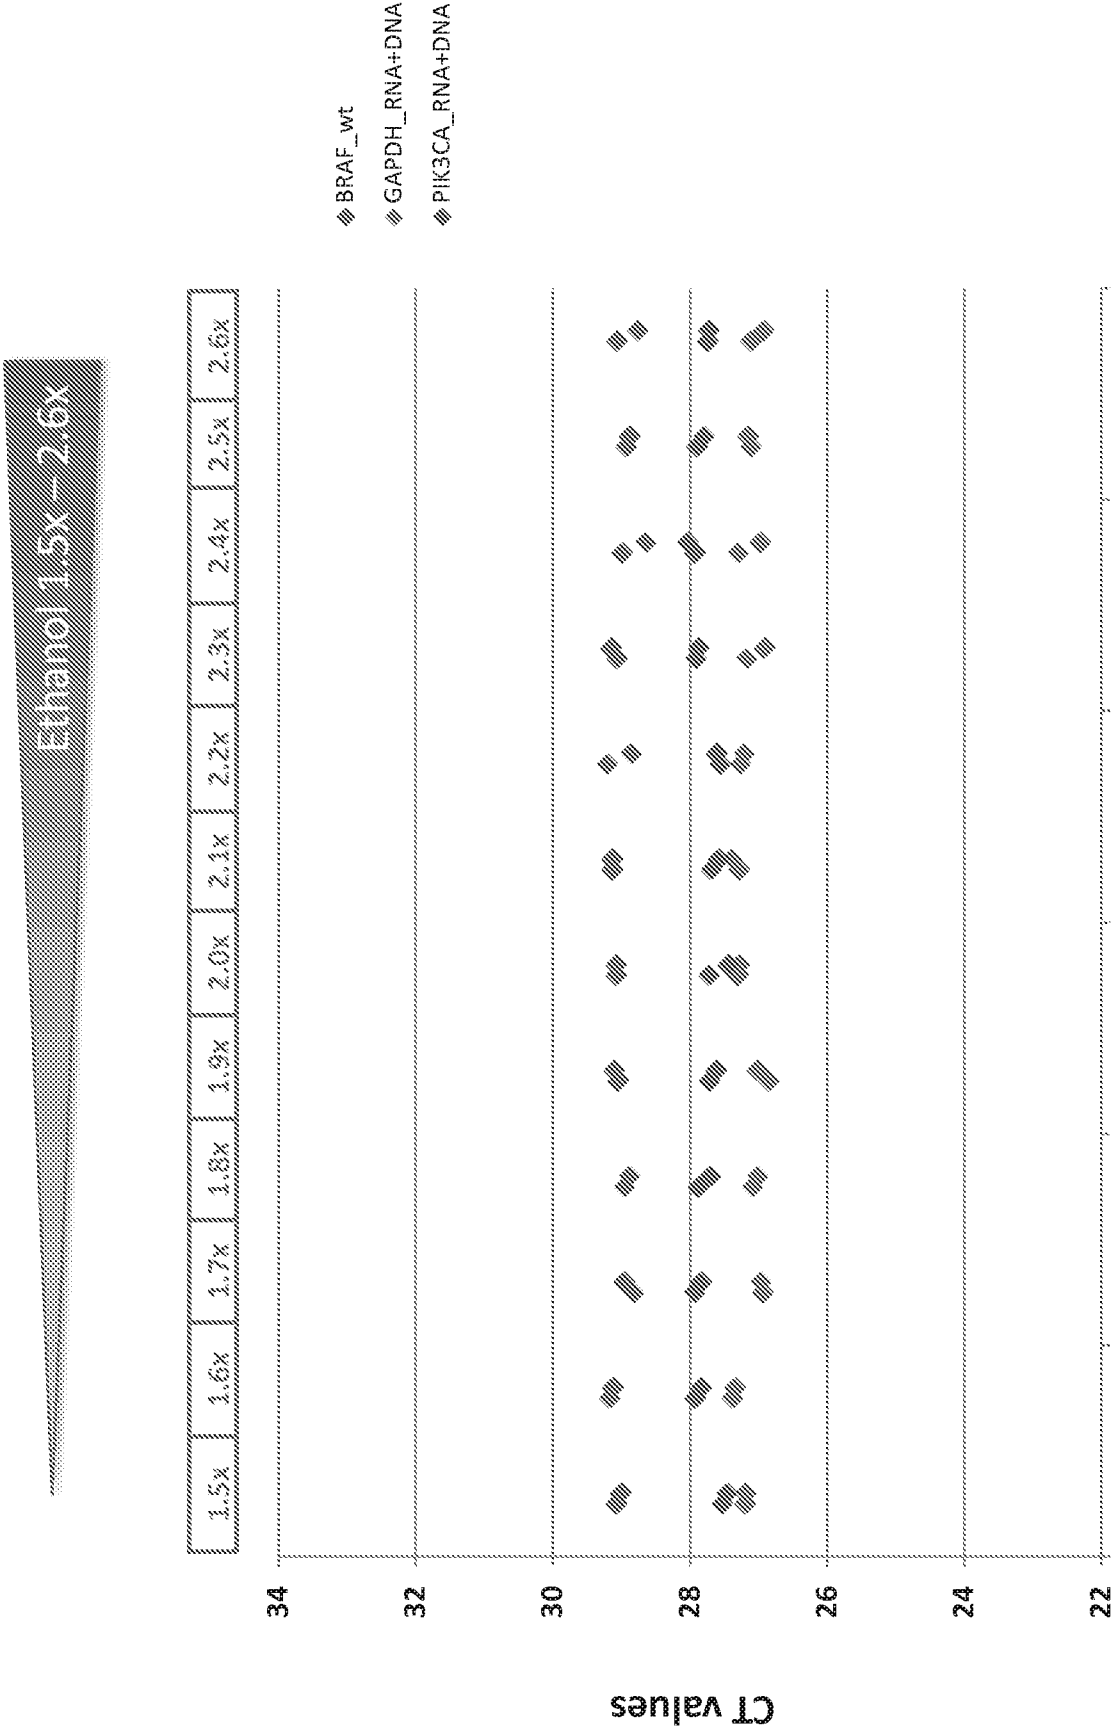 Ethanol 1.5x – 2.6x
1.5x 1.6x 1.7x 1.8x 1.9x 2.0x 2.1x 2.2x 2.3x 2.4x 2.5x 2.6x
34
32
30
28
26
24
22
CT values
BRAF_wt
GAPDH_RNA+DNA
PIK3CA_RNA+DNA